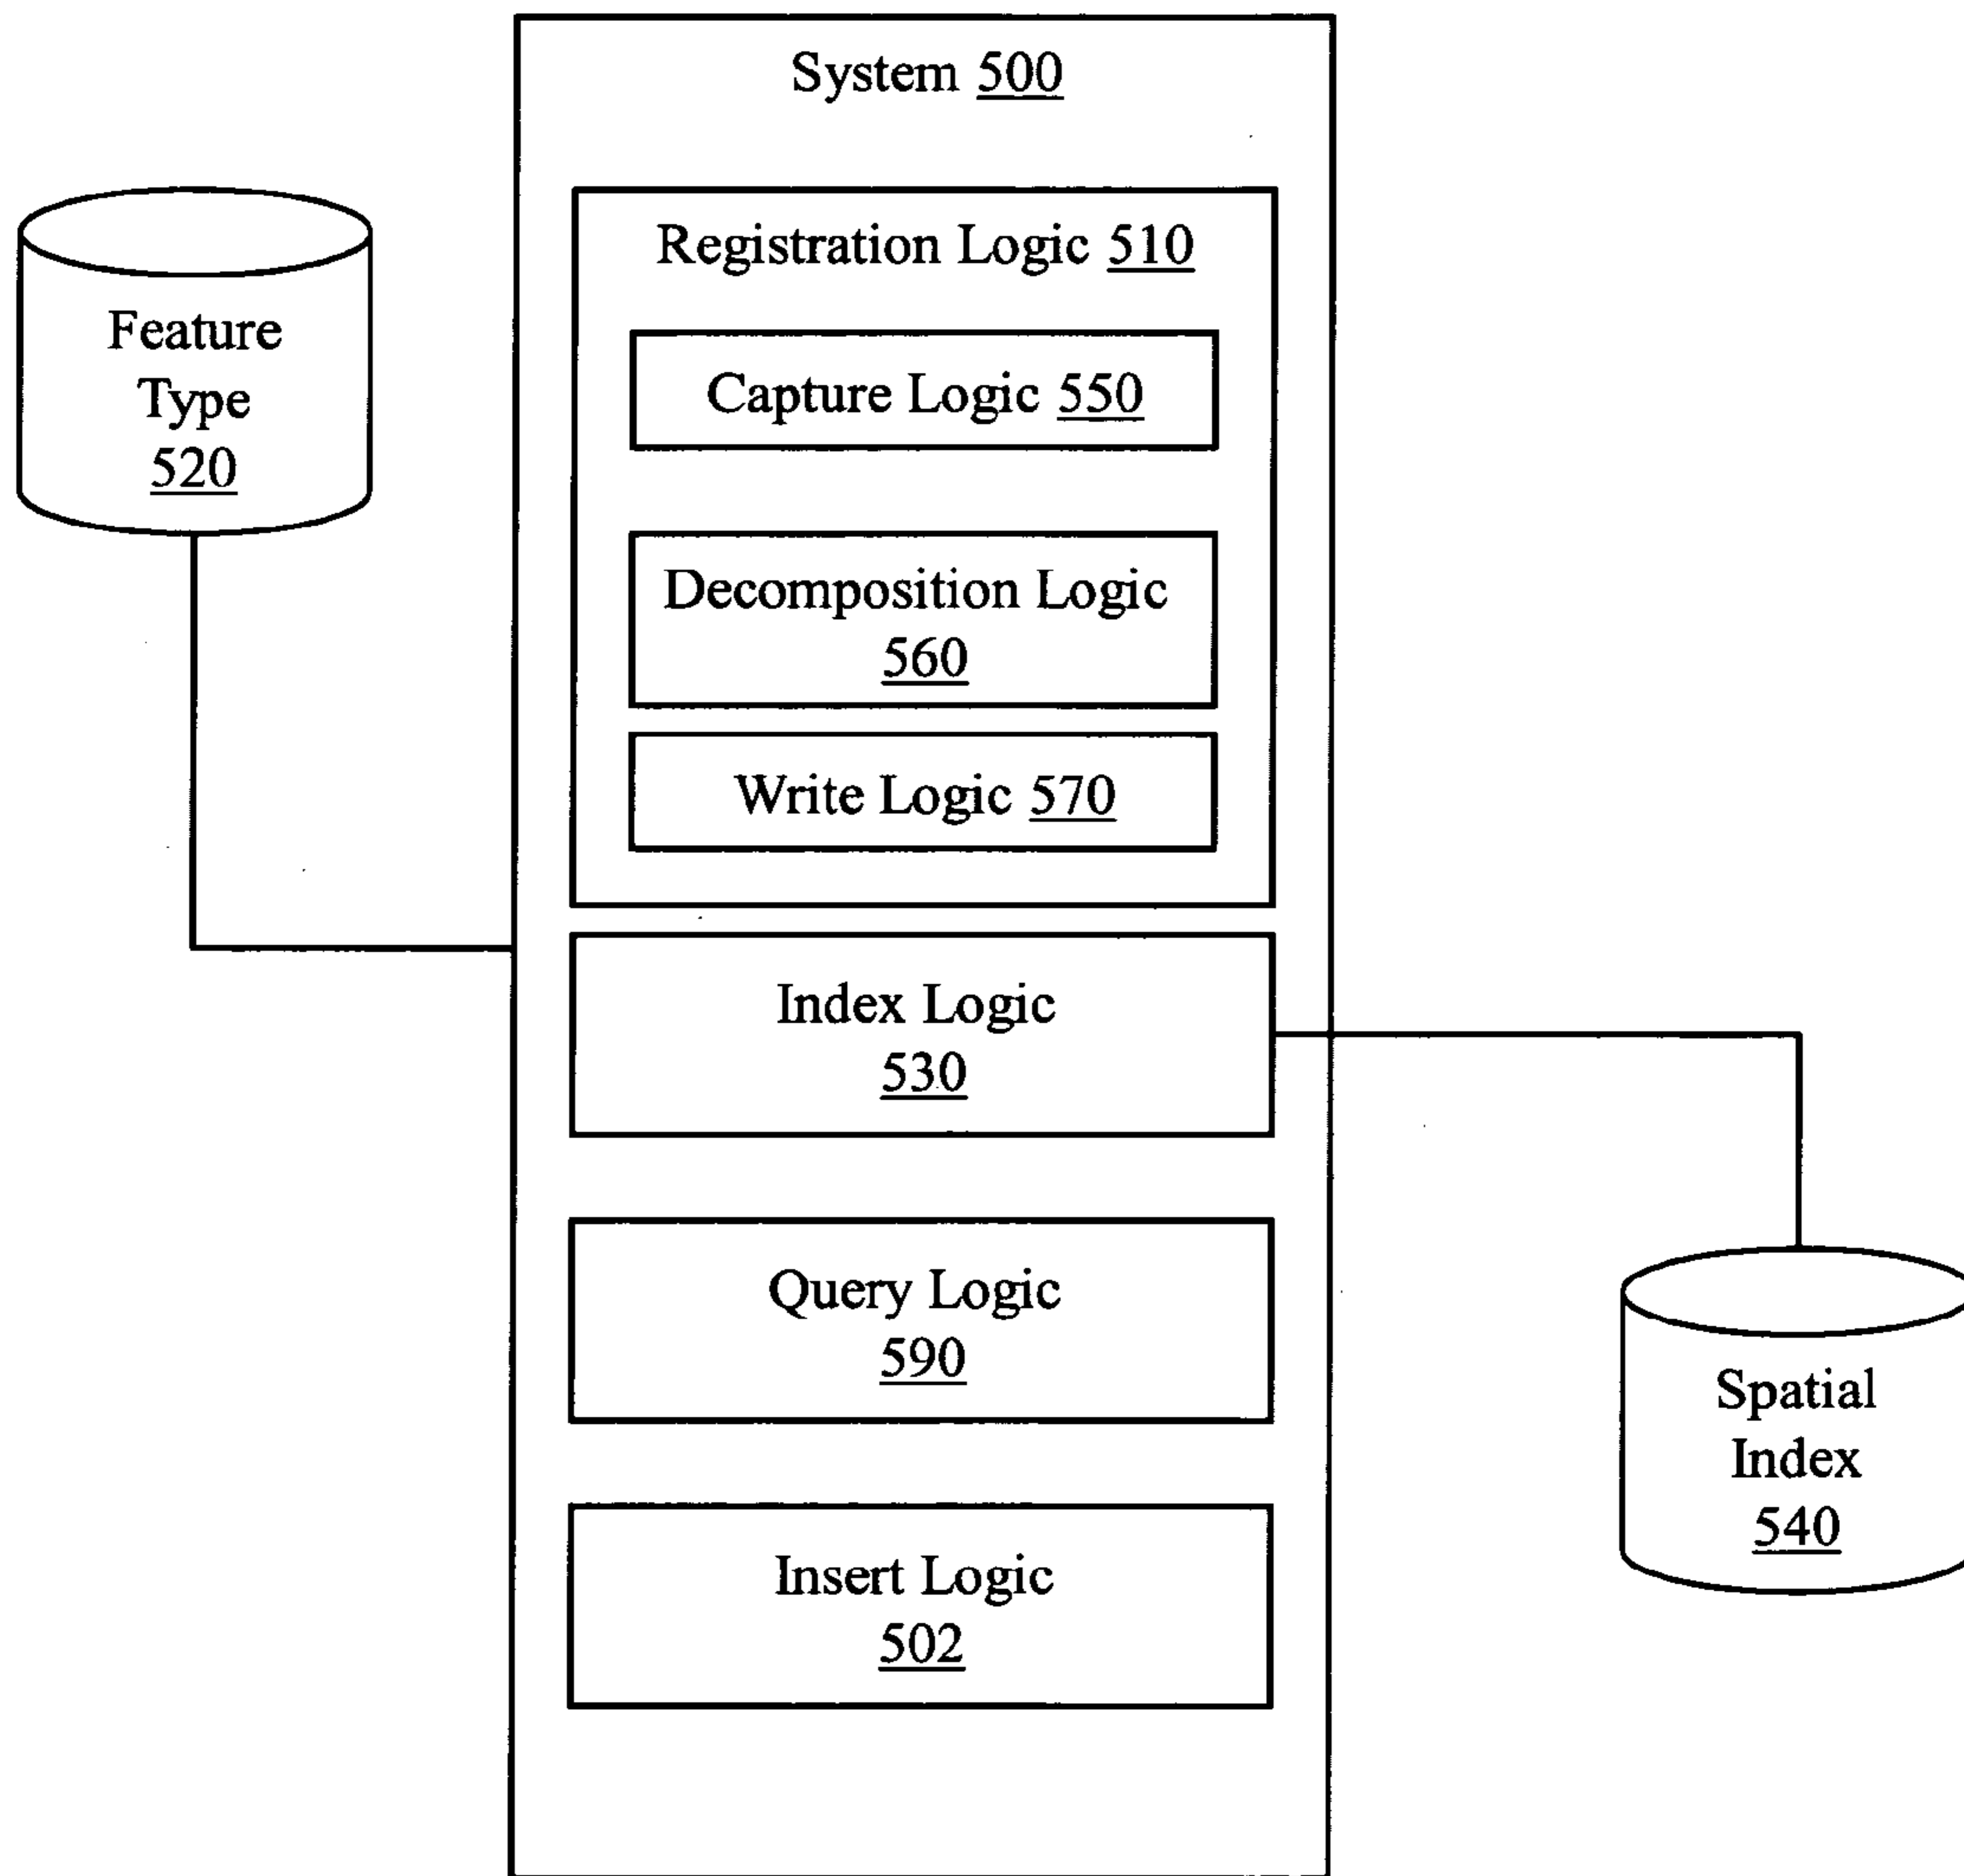 System 500
Registration Logic 510
Feature
Type
520
Capture Logic 550
Decomposition Logic
560
Write Logic 570
Index Logic
530
Query Logic
590
Spatial
Index
540
Insert Logic
502